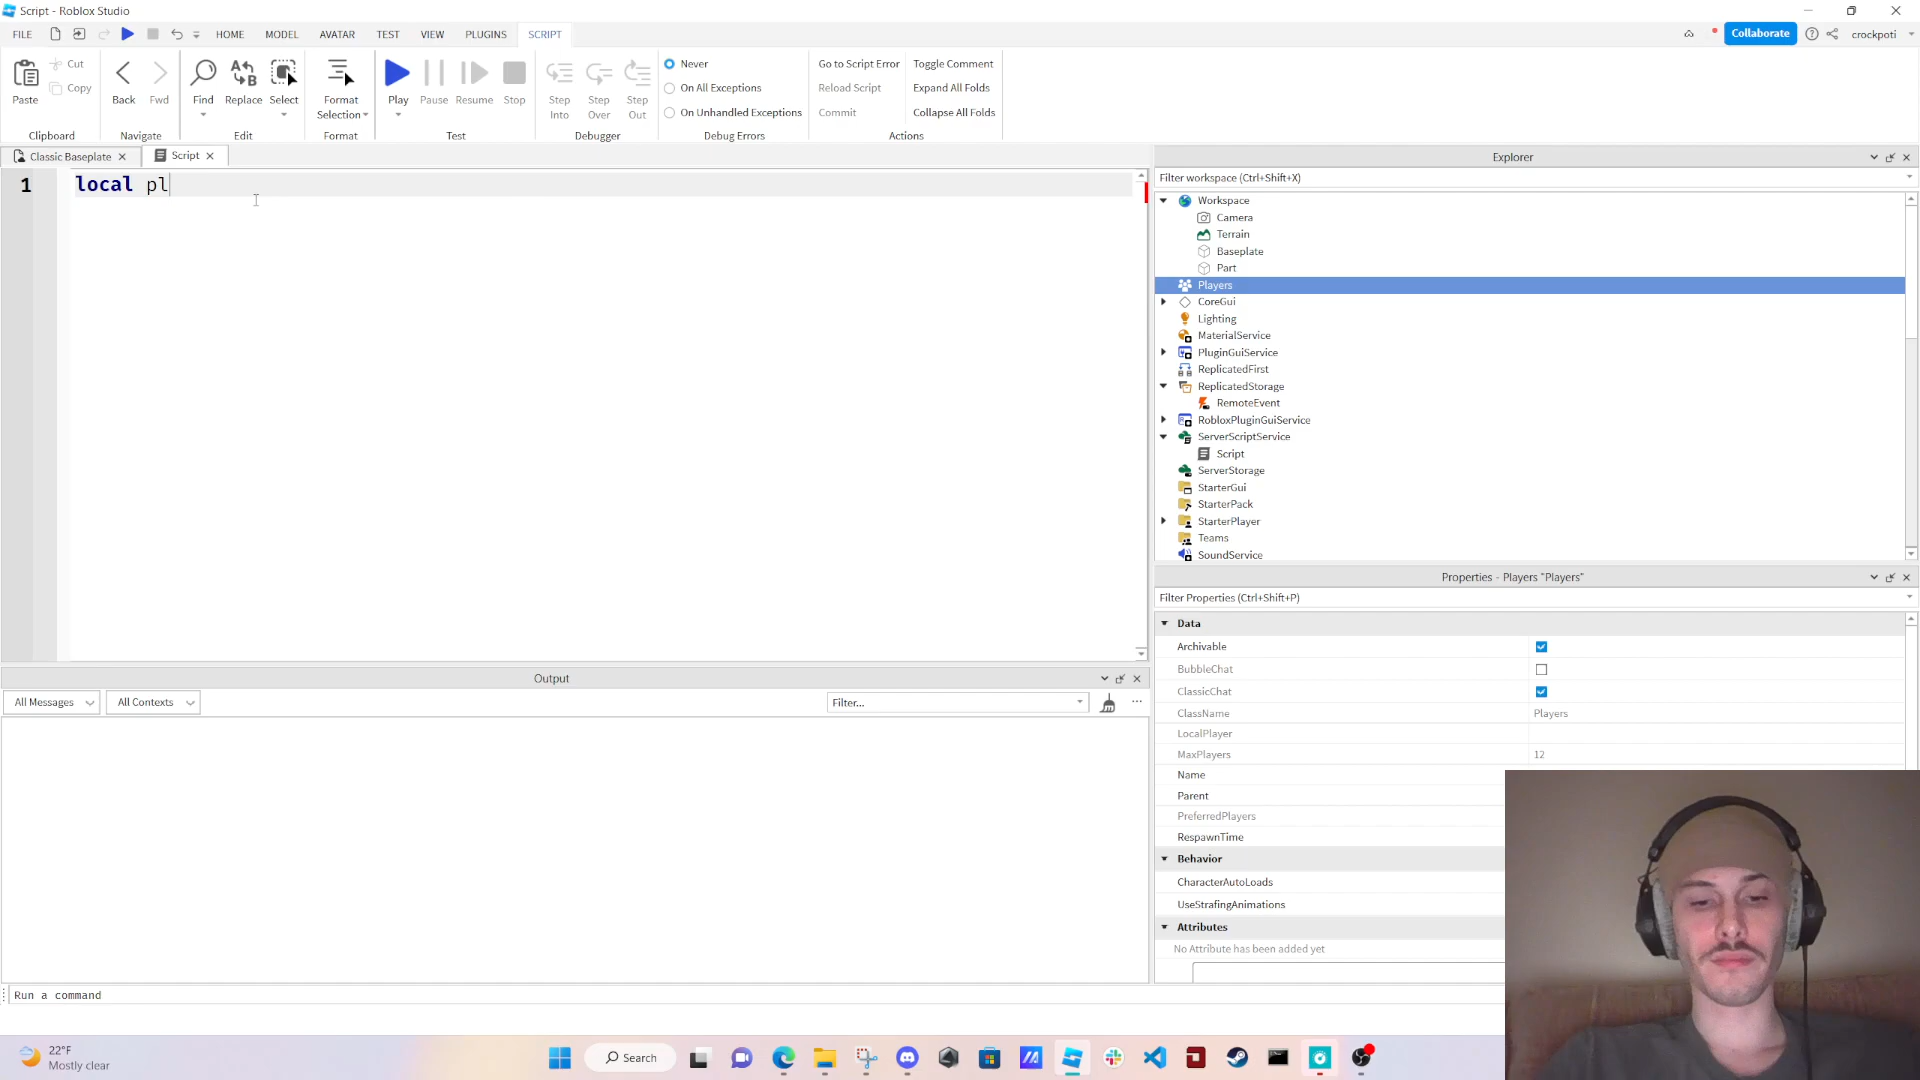 Script - Roblox Studio
FILE HOME MODEL AVATAR TEST VIEW PLUGINS SCRIPT Collaborate crockpoti
Paste Cut Copy Back Fwd Find Replace Select Format Selection Play Pause Resume Stop Step Into Step Over Step Out
Never
On All Exceptions
On Unhandled Exceptions
Go to Script Error
Reload Script
Commit
Toggle Comment
Expand All Folds
Collapse All Folds
Clipboard Navigate Edit Format Test Debugger Debug Errors Actions
Classic Baseplate Script
1 local pl
Explorer
Filter workspace (Ctrl+Shift+X)
Workspace
Camera
Terrain
Baseplate
Part
Players
CoreGui
Lighting
MaterialService
PluginGuiService
ReplicatedFirst
ReplicatedStorage
RemoteEvent
RobloxPluginGuiService
ServerScriptService
Script
ServerStorage
StarterGui
StarterPack
StarterPlayer
Teams
SoundService
Properties - Players "Players"
Filter Properties (Ctrl+Shift+P)
Data
Archivable
BubbleChat
ClassicChat
ClassName Players
LocalPlayer
MaxPlayers 12
Name
Parent
PreferredPlayers
RespawnTime
Behavior
CharacterAutoLoads
UseStrafingAnimations
Attributes
No Attribute has been added yet
Output
All Messages All Contexts Filter...
Run a command
22°F
Mostly clear
Search